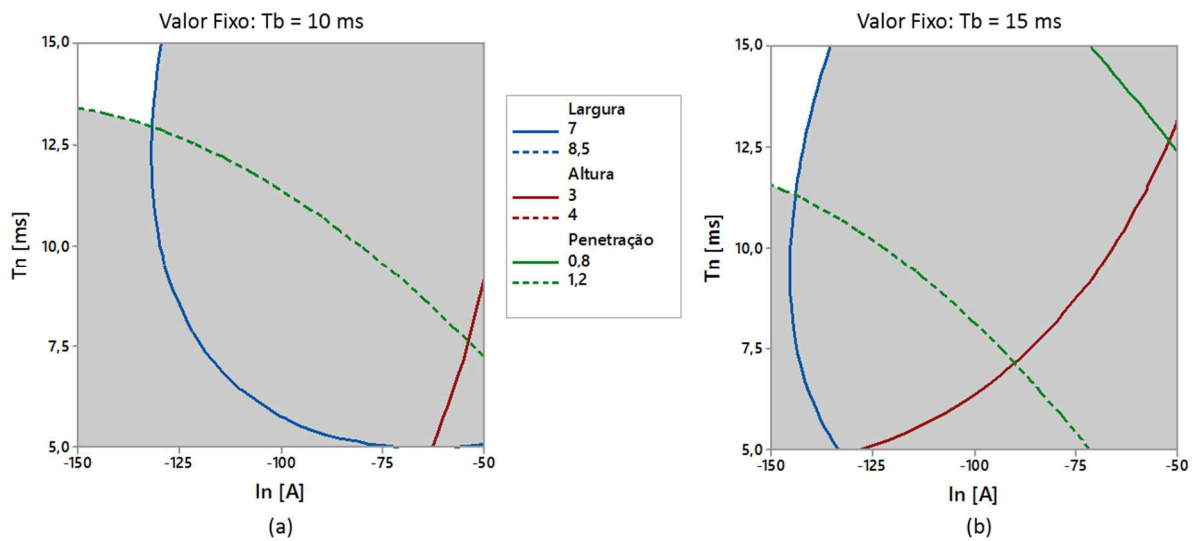 Valor Fixo: Tb = 10 ms
15,0
12,5
10,0
7,5
5,0
-150
-125
-100
-75
-50
Tn [ms]
In [A]
(a)
Largura
7
8,5
Altura
3
4
Penetração
0,8
1,2
Valor Fixo: Tb = 15 ms
15,0
12,5
10,0
7,5
5,0
-150
-125
-100
-75
-50
Tn [ms]
In [A]
(b)